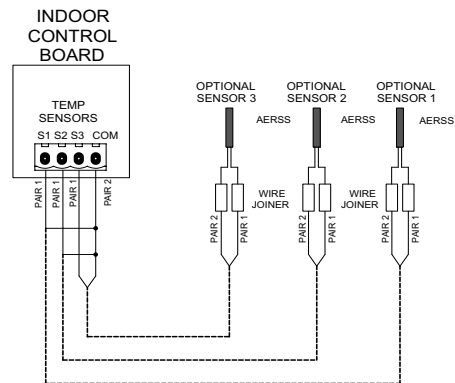 INDOOR
CONTROL
BOARD
TEMP
SENSORS
S1 S2 S3 COM
PAIR 1
PAIR 1
PAIR 1
PAIR 2
OPTIONAL
SENSOR 3
AERSS
OPTIONAL
SENSOR 2
AERSS
OPTIONAL
SENSOR 1
AERSS
WIRE
JOINER
WIRE
JOINER
PAIR 2
PAIR 1
PAIR 2
PAIR 1
PAIR 2
PAIR 1